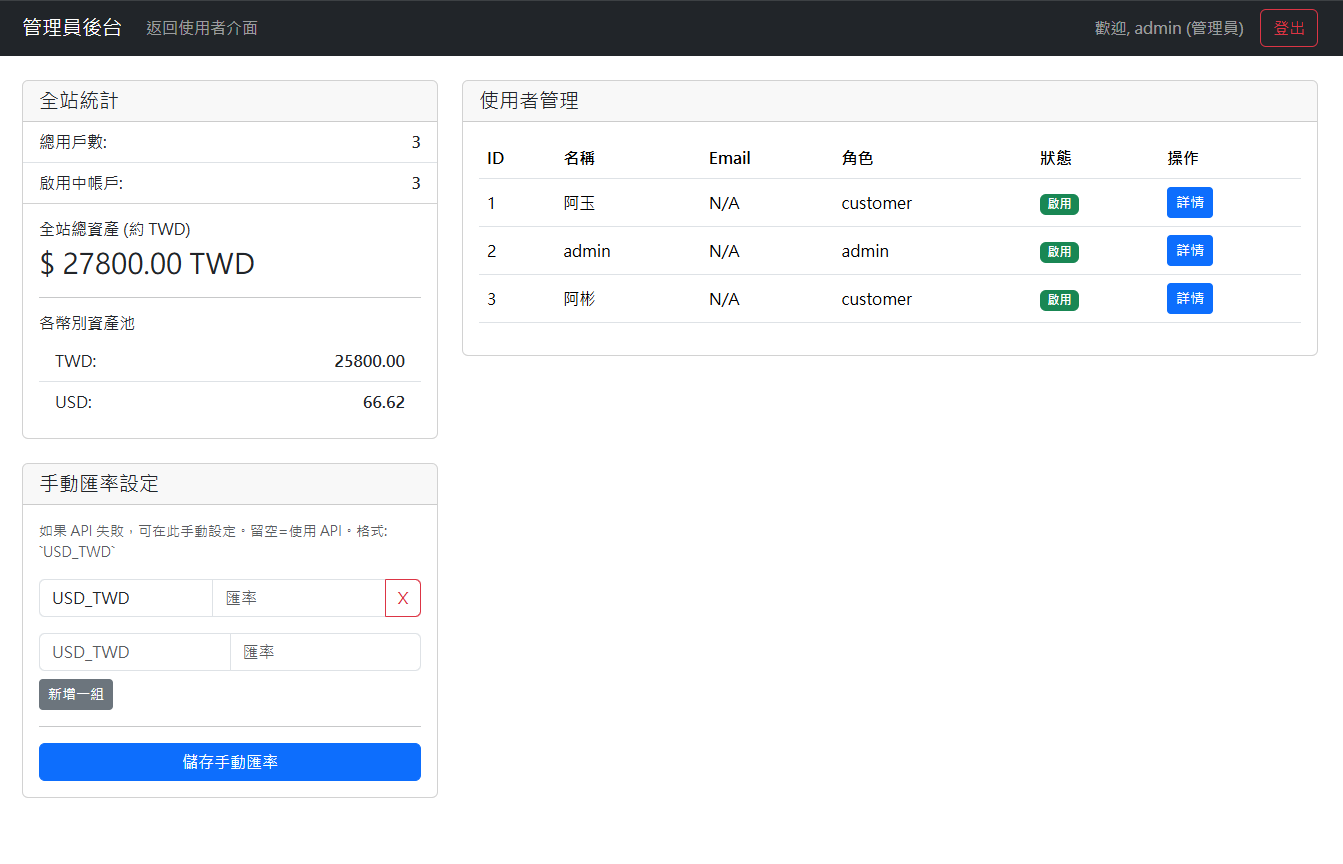 管理員後台 返回使用者介面 歡迎, admin (管理員) 登出
全站統計
總用戶數: 3
啟用中帳戶: 3
全站總資產 (約 TWD)
$ 27800.00 TWD
各幣別資產池
TWD: 25800.00
USD: 66.62
手動匯率設定
如果 API 失敗，可在此手動設定。留空=使用 API。格式:
`USD_TWD`
USD_TWD 匯率 X
USD_TWD 匯率
新增一組
儲存手動匯率
使用者管理
ID 名稱 Email 角色 狀態 操作
1 阿玉 N/A customer 啟用 詳情
2 admin N/A admin 啟用 詳情
3 阿彬 N/A customer 啟用 詳情